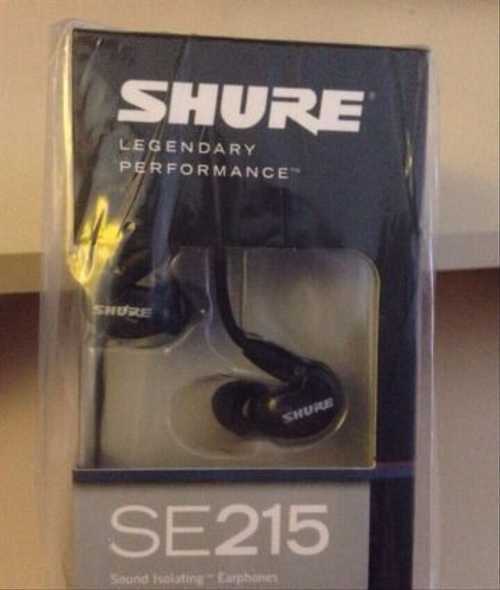 SHURE®
LEGENDARY
PERFORMANCE™
SHURE
SHURE
SE215
Sound Isolating™ Earphones